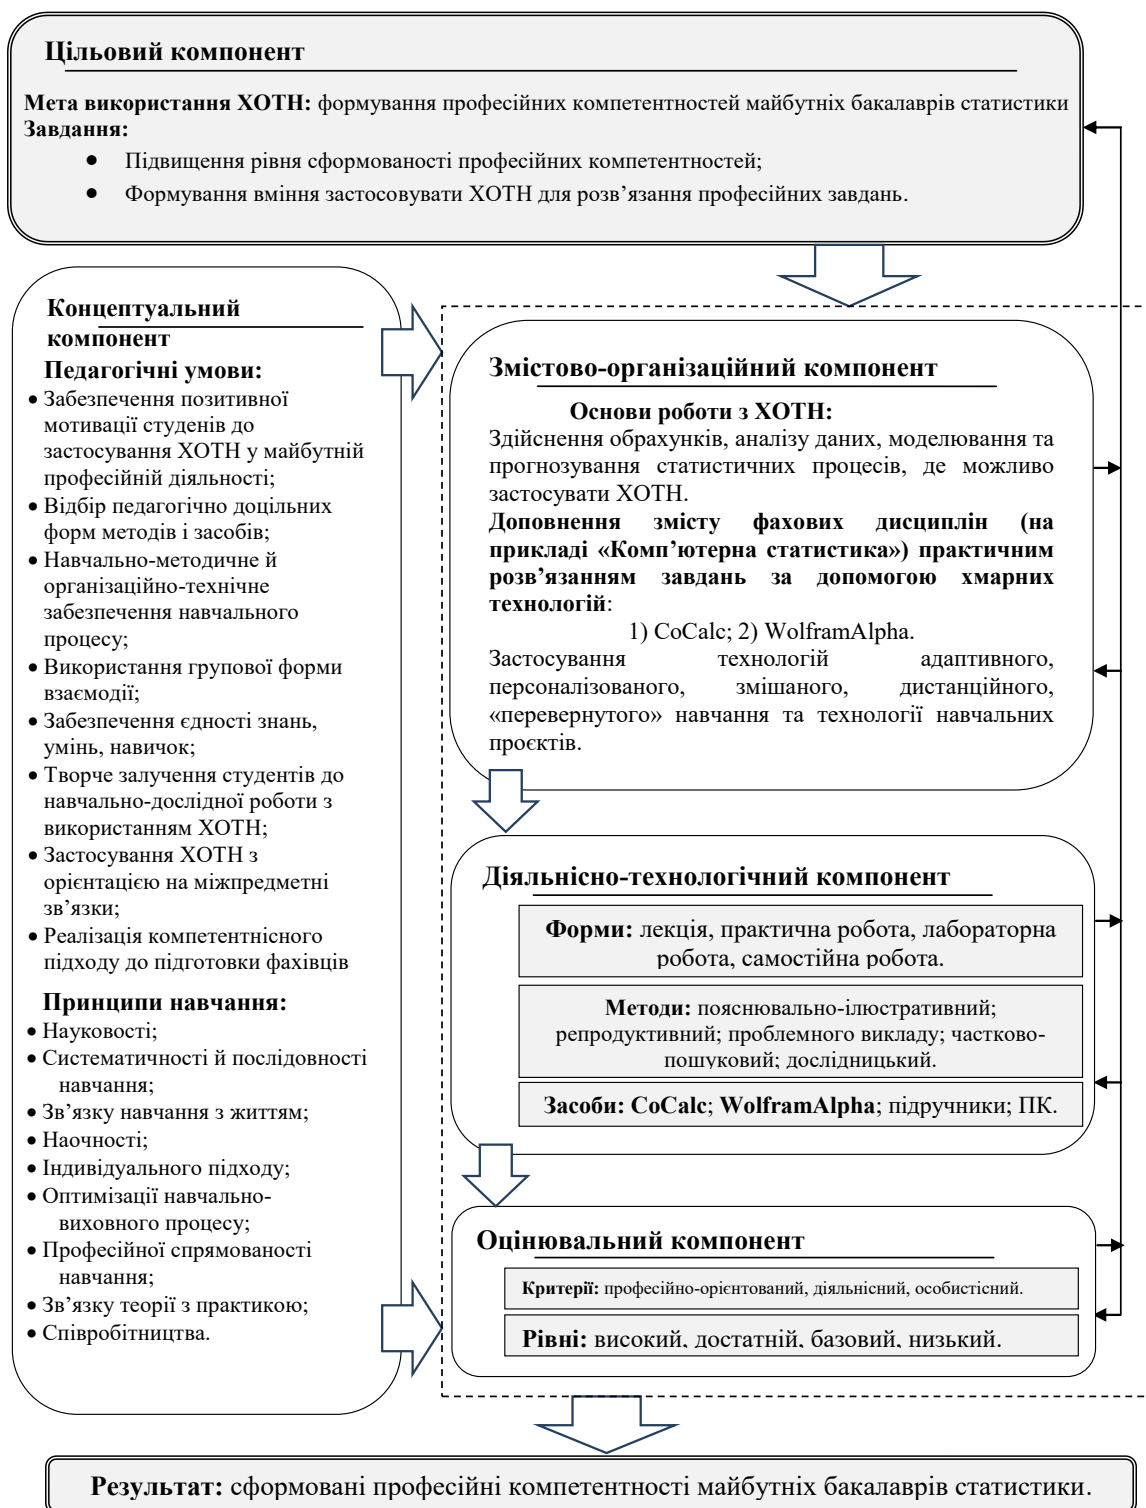 Цільовий компонент
Мета використання ХОТН: формування професійних компетентностей майбутніх бакалаврів статистики
Завдання:
● Підвищення рівня сформованості професійних компетентностей;
● Формування вміння застосовувати ХОТН для розв’язання професійних завдань.
Концептуальний
компонент
Педагогічні умови:
● Забезпечення позитивної
мотивації студенів до
застосування ХОТН у майбутній
професійній діяльності;
● Відбір педагогічно доцільних
форм методів і засобів;
● Навчально-методичне й
організаційно-технічне
забезпечення навчального
процесу;
● Використання групової форми
взаємодії;
● Забезпечення єдності знань,
умінь, навичок;
● Творче залучення студентів до
навчально-дослідної роботи з
використанням ХОТН;
● Застосування ХОТН з
орієнтацією на міжпредметні
зв’язки;
● Реалізація компетентнісного
підходу до підготовки фахівців
Принципи навчання:
● Науковості;
● Систематичності й послідовності
навчання;
● Зв’язку навчання з життям;
● Наочності;
● Індивідуального підходу;
● Оптимізації навчально-
виховного процесу;
● Професійної спрямованості
навчання;
● Зв’язку теорії з практикою;
● Співробітництва.
Змістово-організаційний компонент
Основи роботи з ХОТН:
Здійснення обрахунків, аналізу даних, моделювання та
прогнозування статистичних процесів, де можливо
застосувати ХОТН.
Доповнення змісту фахових дисциплін (на
прикладі «Комп’ютерна статистика») практичним
розв’язанням завдань за допомогою хмарних
технологій:
1) CoCalc; 2) WolframAlpha.
Застосування технологій адаптивного,
персоналізованого, змішаного, дистанційного,
«перевернутого» навчання та технології навчальних
проєктів.
Діяльнісно-технологічний компонент
Форми: лекція, практична робота, лабораторна
робота, самостійна робота.
Методи: пояснювально-ілюстративний;
репродуктивний; проблемного викладу; частково-
пошуковий; дослідницький.
Засоби: CoCalc; WolframAlpha; підручники; ПК.
Оцінювальний компонент
Критерії: професійно-орієнтований, діяльнісний, особистісний.
Рівні: високий, достатній, базовий, низький.
Результат: сформовані професійні компетентності майбутніх бакалаврів статистики.